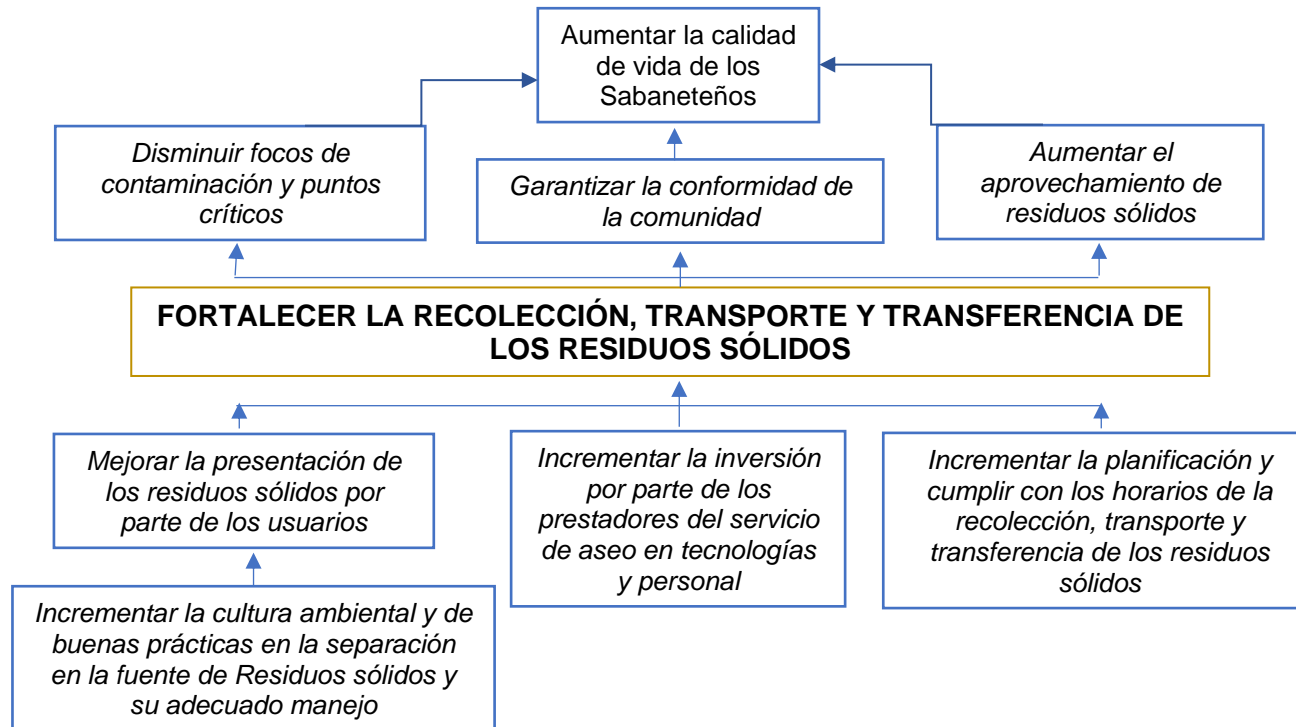 Aumentar la calidad
de vida de los
Sabaneteños
Disminuir focos de
contaminación y puntos
críticos
Garantizar la conformidad de
la comunidad
Aumentar el
aprovechamiento de
residuos sólidos
FORTALECER LA RECOLECCIÓN, TRANSPORTE Y TRANSFERENCIA DE
LOS RESIDUOS SÓLIDOS
Mejorar la presentación de
los residuos sólidos por
parte de los usuarios
Incrementar la inversión
por parte de los
prestadores del servicio
de aseo en tecnologías
y personal
Incrementar la planificación y
cumplir con los horarios de la
recolección, transporte y
transferencia de los residuos
sólidos
Incrementar la cultura ambiental y de
buenas prácticas en la separación
en la fuente de Residuos sólidos y
su adecuado manejo